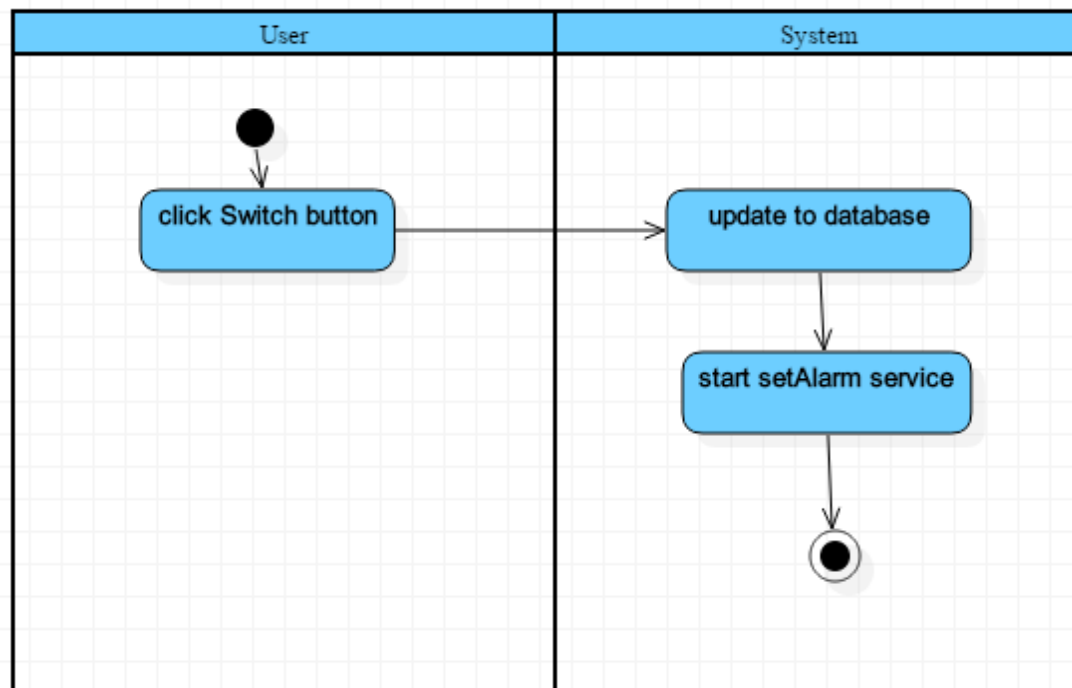 User
System
click Switch button
update to database
start setAlarm service